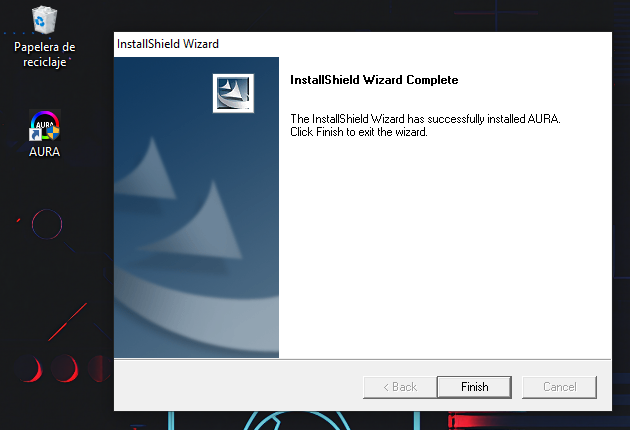 Papelera de
reciclaje
AURA
AURA
InstallShield Wizard
InstallShield Wizard Complete
The InstallShield Wizard has successfully installed AURA.
Click Finish to exit the wizard.
< Back
Finish
Cancel